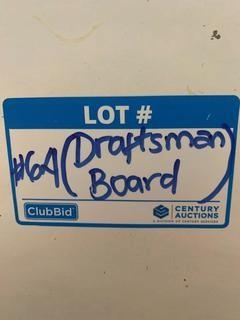 LOT #
#64 (Draftsman
Board)
ClubBid
CENTURY
AUCTIONS
A DIVISION OF CENTURY SERVICES